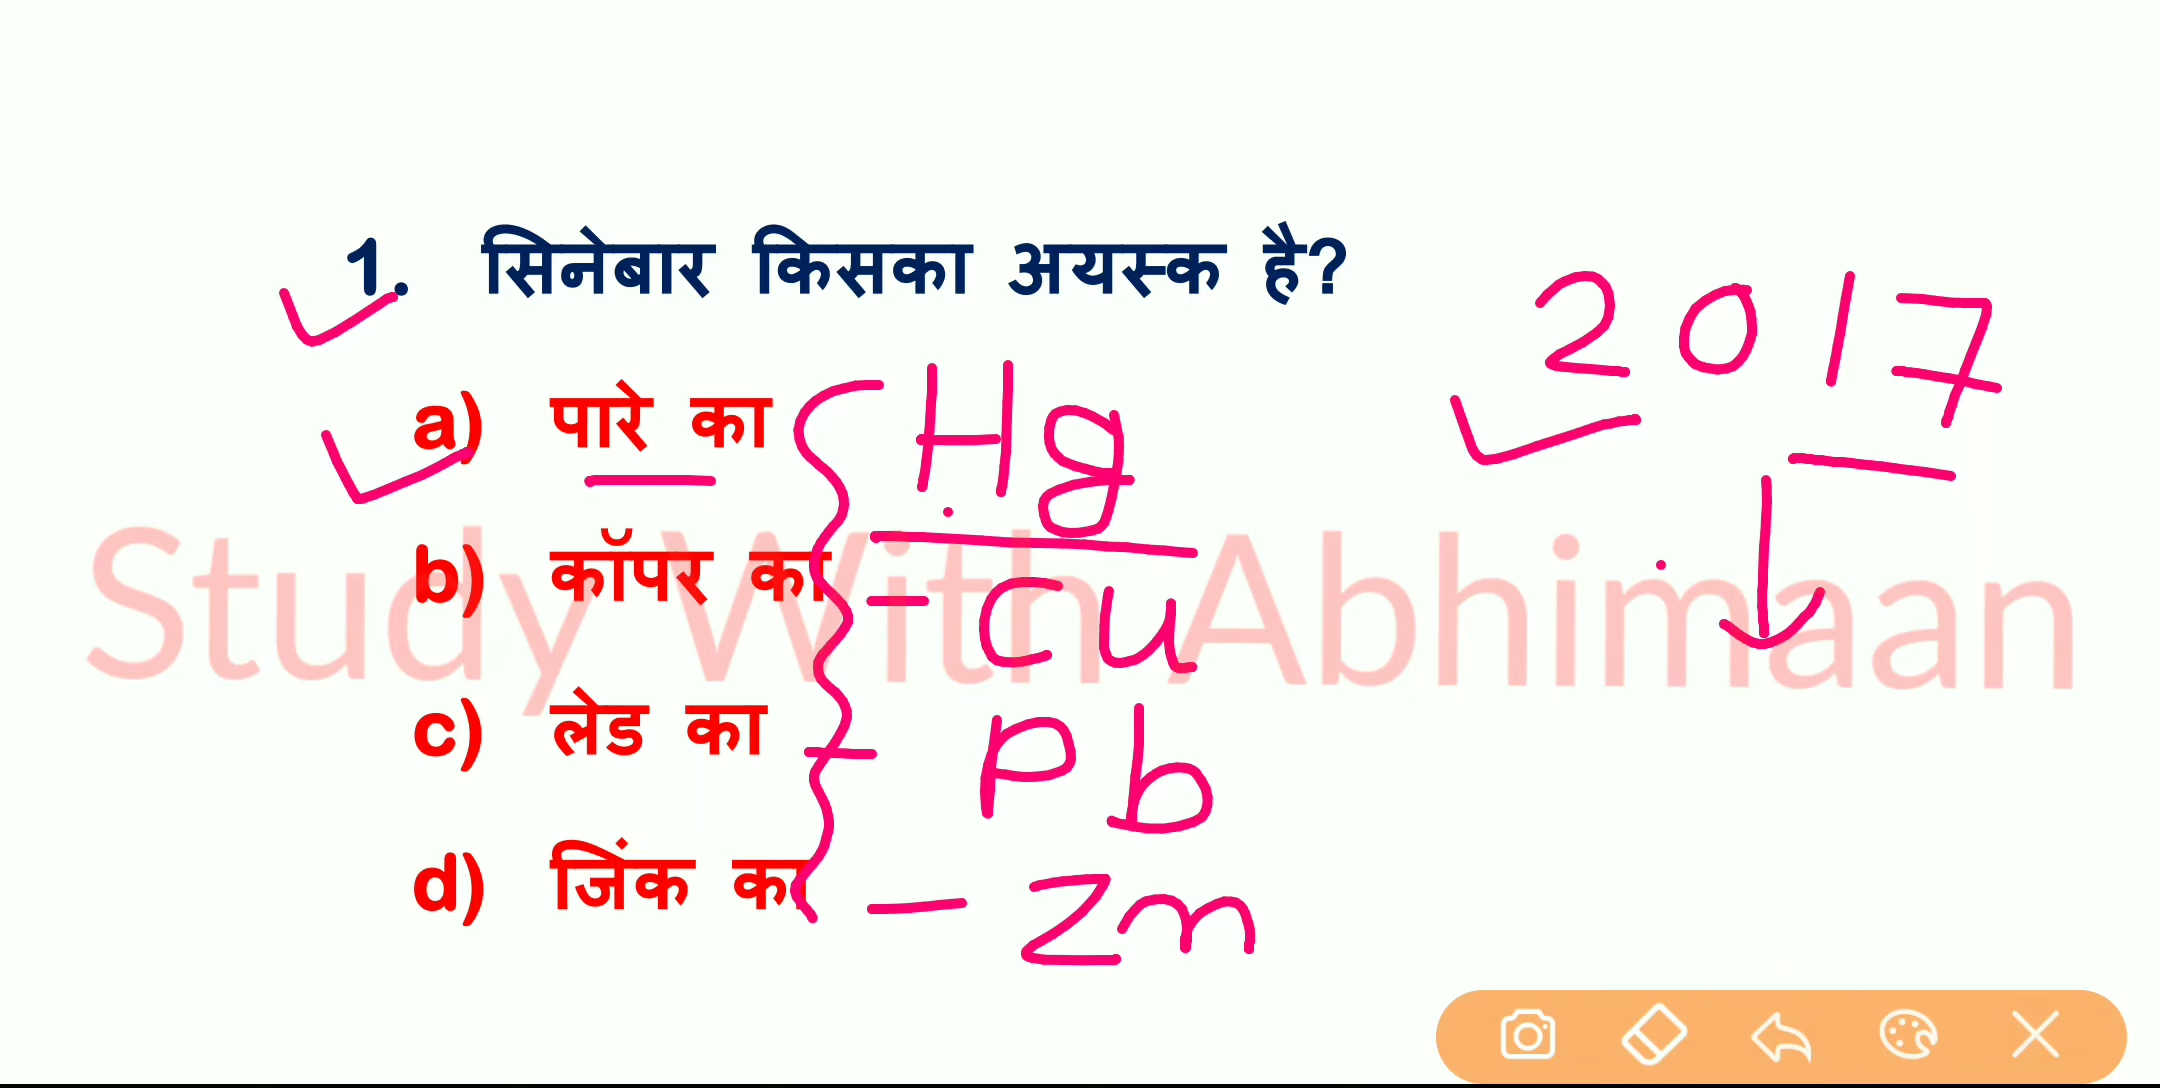 1. सिनेबार किसका अयस्क है?
2017
a) पारे का Hg
b) कॉपर का - Cu
Study With Abhimaan
c) लेड का - Pb
d) जिंक का - Zn